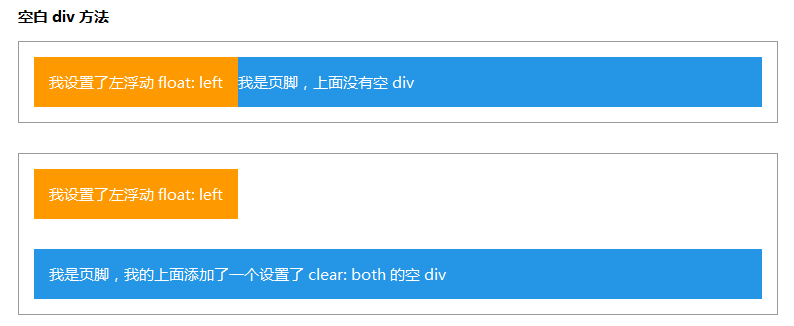 空白 div 方法
我设置了左浮动 float: left 我是页脚，上面没有空 div
我设置了左浮动 float: left
我是页脚，我的上面添加了一个设置了 clear: both 的空 div